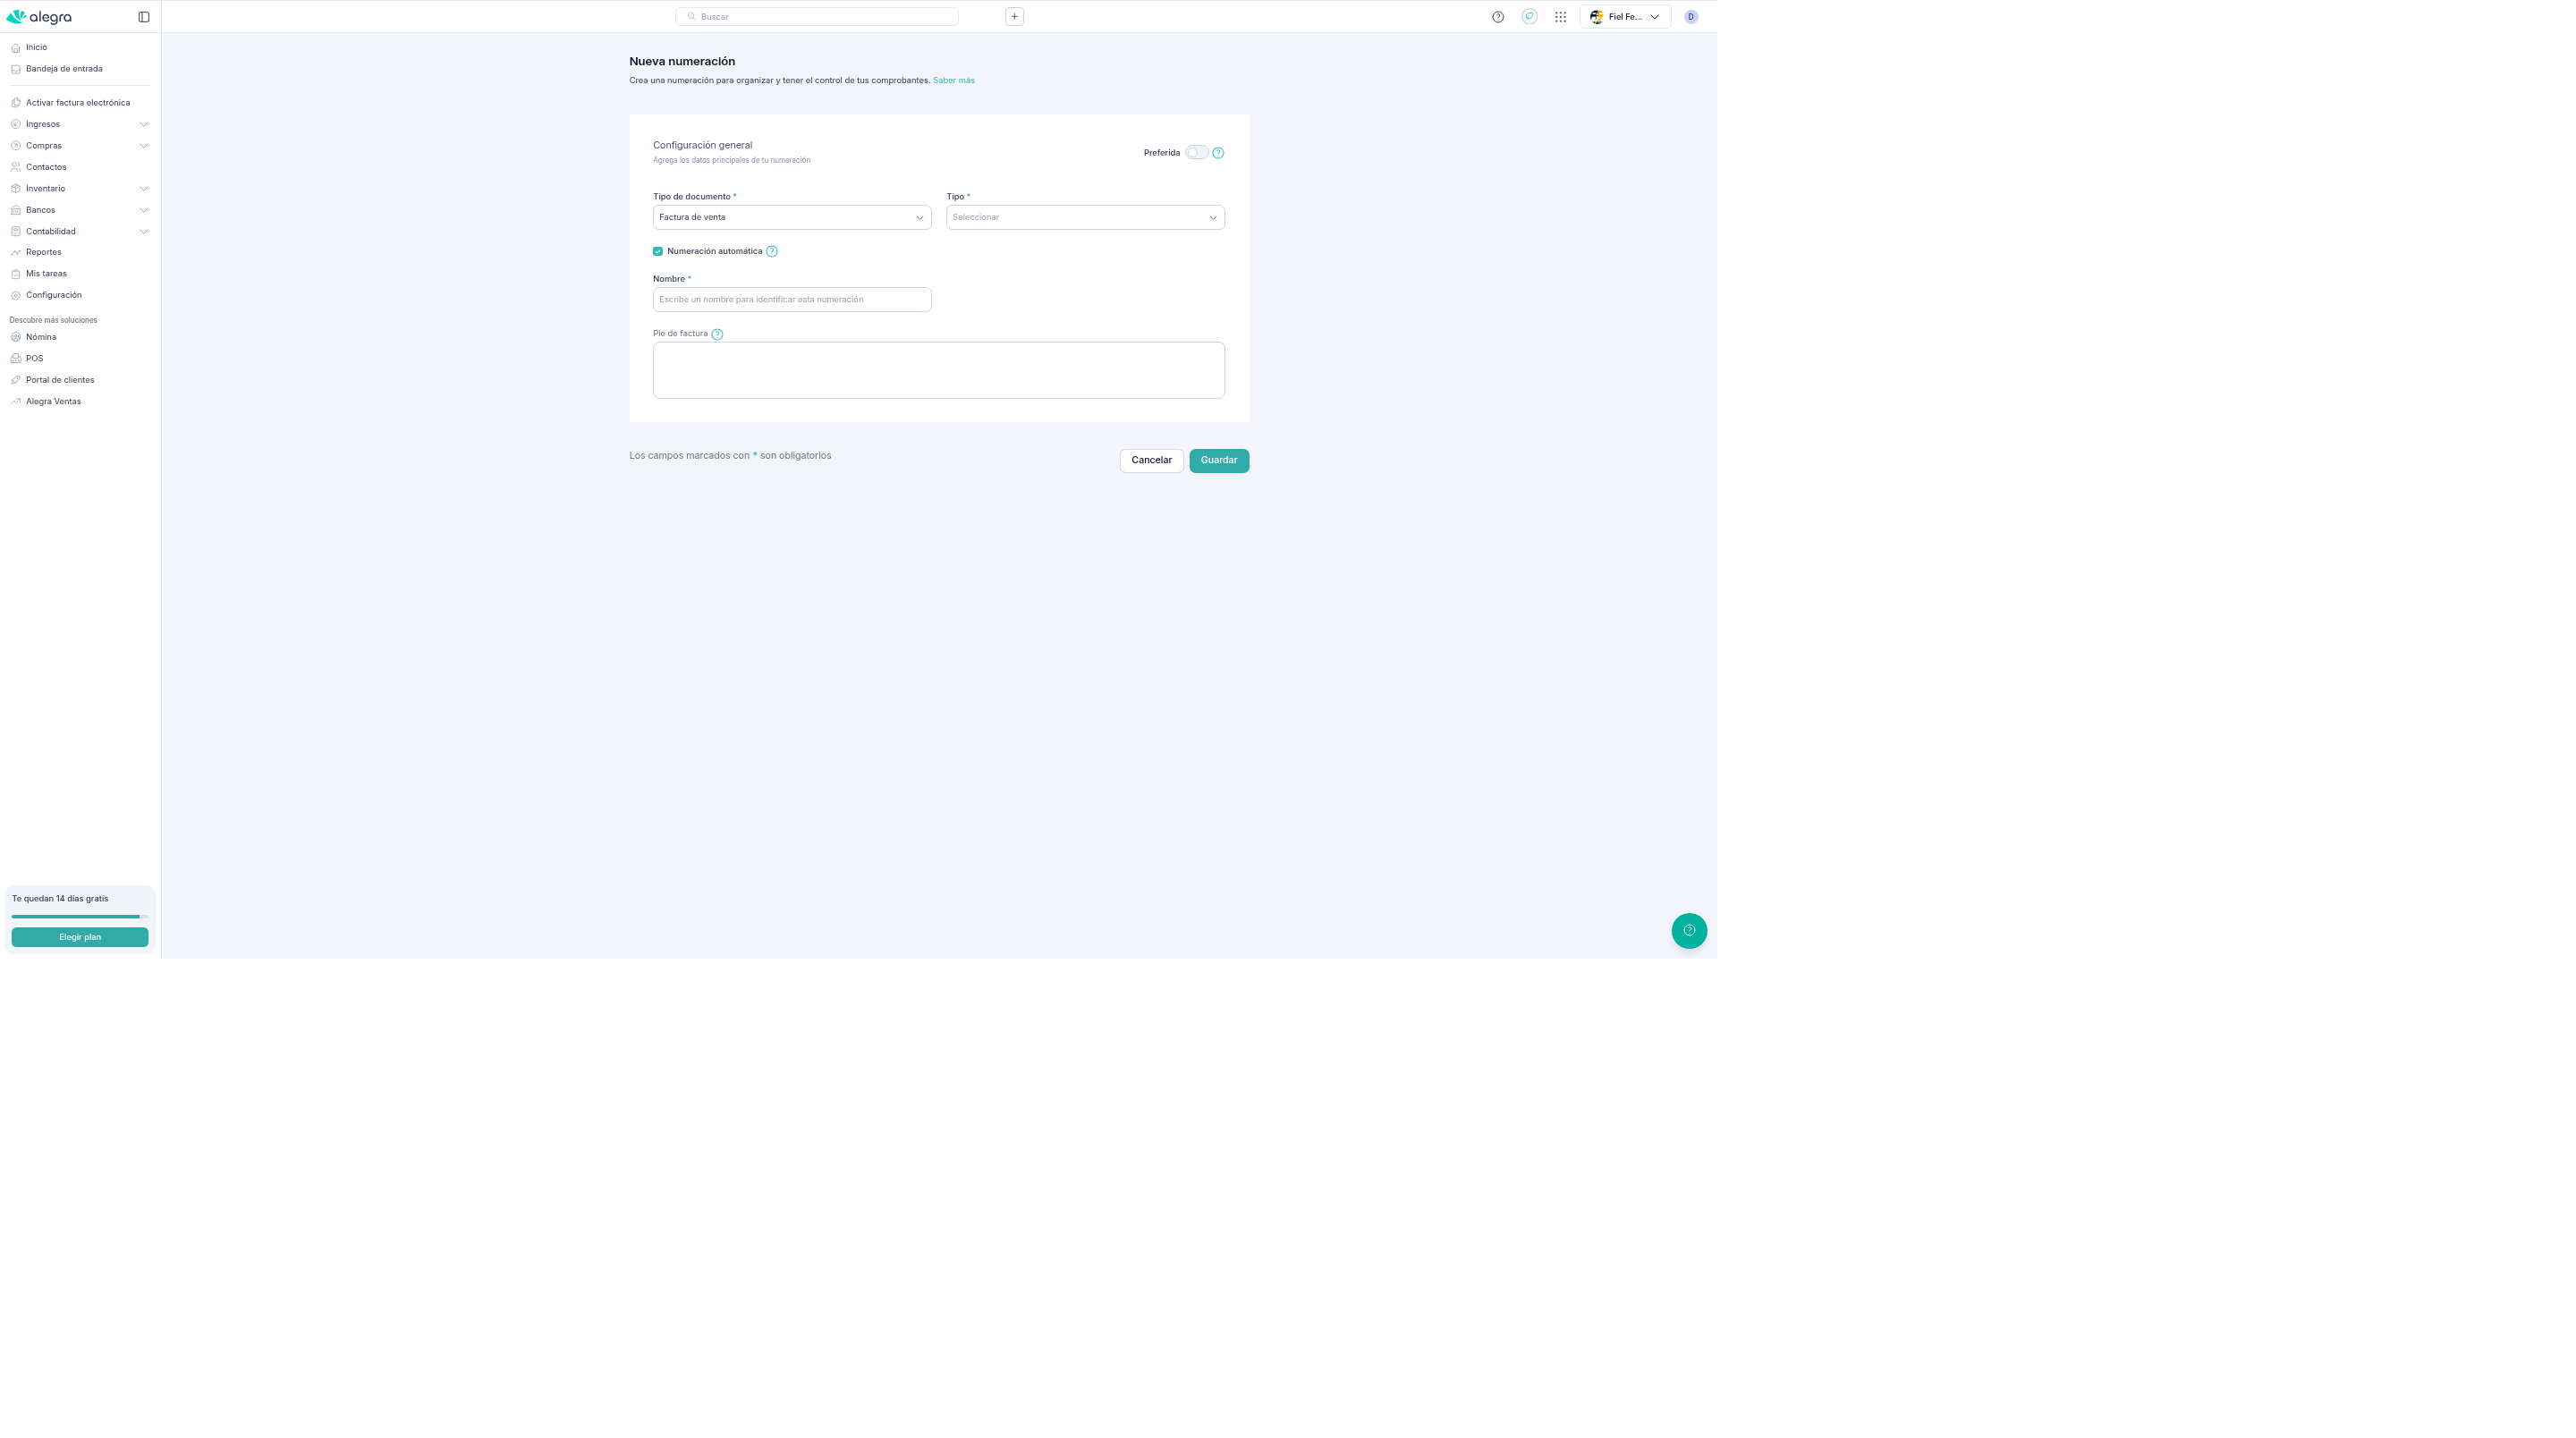 alegra
Buscar
Fiel Fe...
D
Inicio
Bandeja de entrada
Activar factura electrónica
Ingresos
Compras
Contactos
Inventario
Bancos
Contabilidad
Reportes
Mis tareas
Configuración
Descubre más soluciones
Nómina
POS
Portal de clientes
Alegra Ventas
Te quedan 14 días gratis
Elegir plan
Nueva numeración
Crea una numeración para organizar y tener el control de tus comprobantes. Saber más
Configuración general
Agrega los datos principales de tu numeración
Preferida
Tipo de documento *
Tipo *
Factura de venta
Seleccionar
Numeración automática
Nombre *
Escribe un nombre para identificar esta numeración
Pie de factura
Los campos marcados con * son obligatorios
Cancelar
Guardar